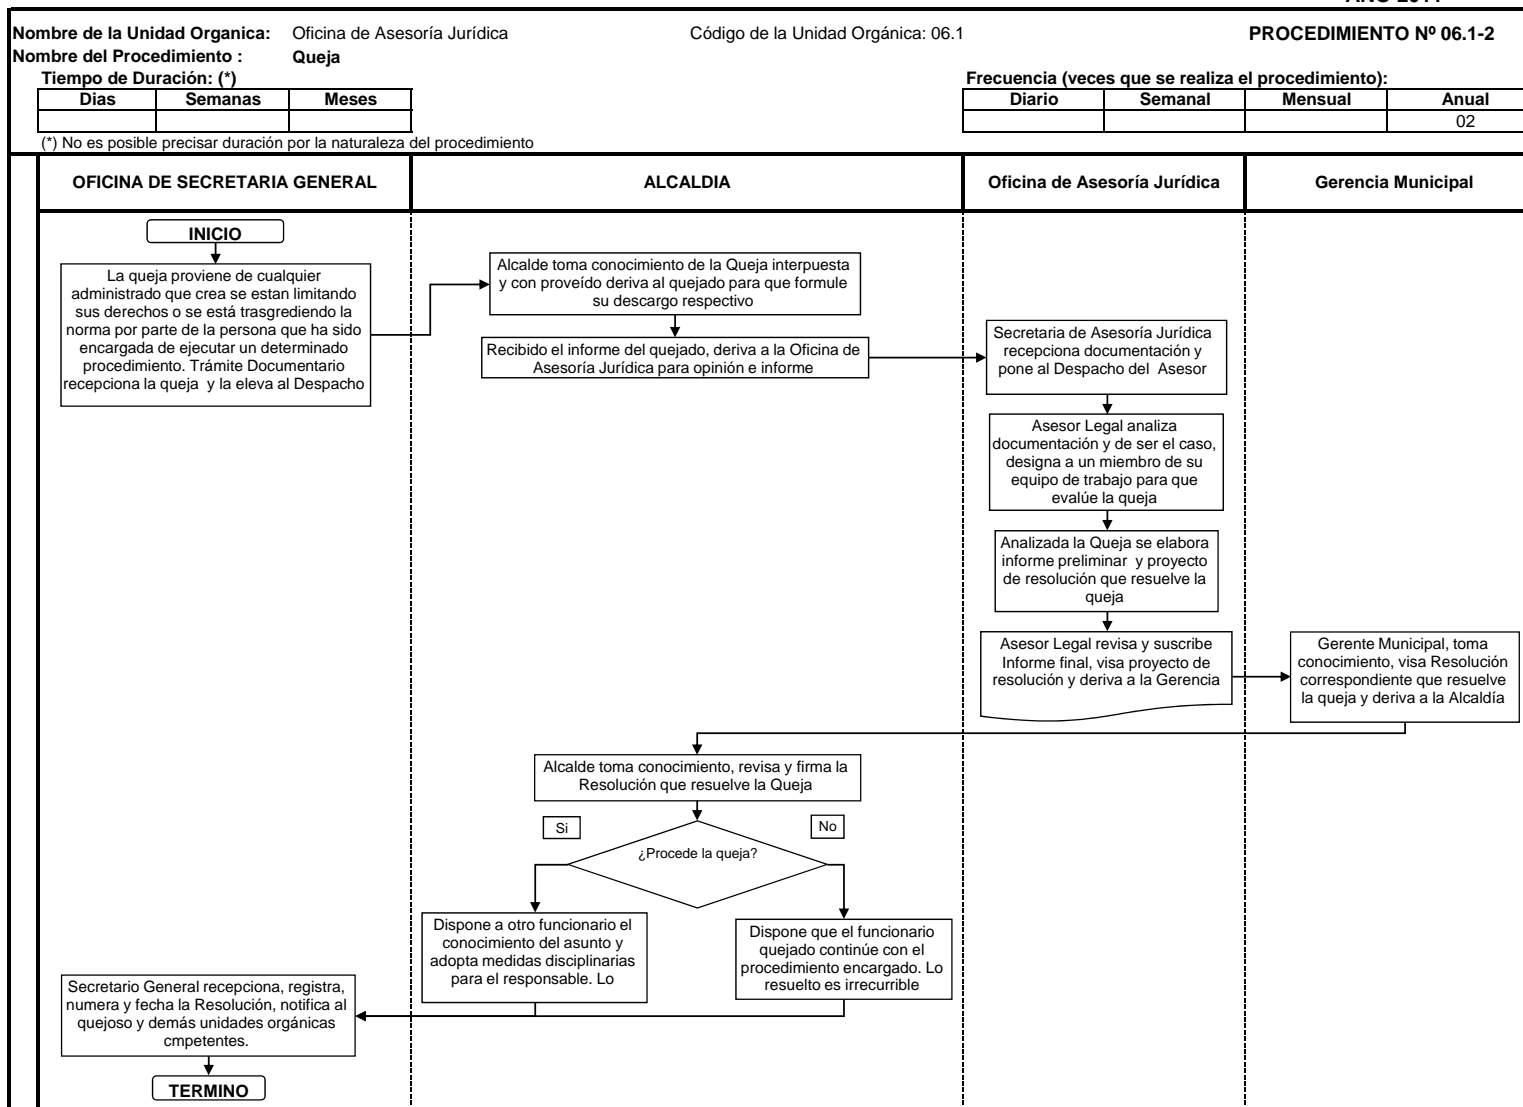 Nombre de la Unidad Organica: Oficina de Asesoría Jurídica Código de la Unidad Orgánica: 06.1 PROCEDIMIENTO Nº 06.1-2
Nombre del Procedimiento : Queja
Tiempo de Duración: (*) Frecuencia (veces que se realiza el procedimiento):
Dias Semanas Meses Diario Semanal Mensual Anual
02
(*) No es posible precisar duración por la naturaleza del procedimiento
OFICINA DE SECRETARIA GENERAL ALCALDIA Oficina de Asesoría Jurídica Gerencia Municipal
INICIO
La queja proviene de cualquier
administrado que crea se estan limitando
sus derechos o se está trasgrediendo la
norma por parte de la persona que ha sido
encargada de ejecutar un determinado
procedimiento. Trámite Documentario
recepciona la queja y la eleva al Despacho
Alcalde toma conocimiento de la Queja interpuesta
y con proveído deriva al quejado para que formule
su descargo respectivo
Recibido el informe del quejado, deriva a la Oficina de
Asesoría Jurídica para opinión e informe
Secretaria de Asesoría Jurídica
recepciona documentación y
pone al Despacho del Asesor
Asesor Legal analiza
documentación y de ser el caso,
designa a un miembro de su
equipo de trabajo para que
evalúe la queja
Analizada la Queja se elabora
informe preliminar y proyecto
de resolución que resuelve la
queja
Asesor Legal revisa y suscribe
Informe final, visa proyecto de
resolución y deriva a la Gerencia
Gerente Municipal, toma
conocimiento, visa Resolución
correspondiente que resuelve
la queja y deriva a la Alcaldía
Alcalde toma conocimiento, revisa y firma la
Resolución que resuelve la Queja
Si
No
¿Procede la queja?
Dispone a otro funcionario el
conocimiento del asunto y
adopta medidas disciplinarias
para el responsable. Lo
Dispone que el funcionario
quejado continúe con el
procedimiento encargado. Lo
resuelto es irrecurrible
Secretario General recepciona, registra,
numera y fecha la Resolución, notifica al
quejoso y demás unidades orgánicas
cmpetentes.
TERMINO